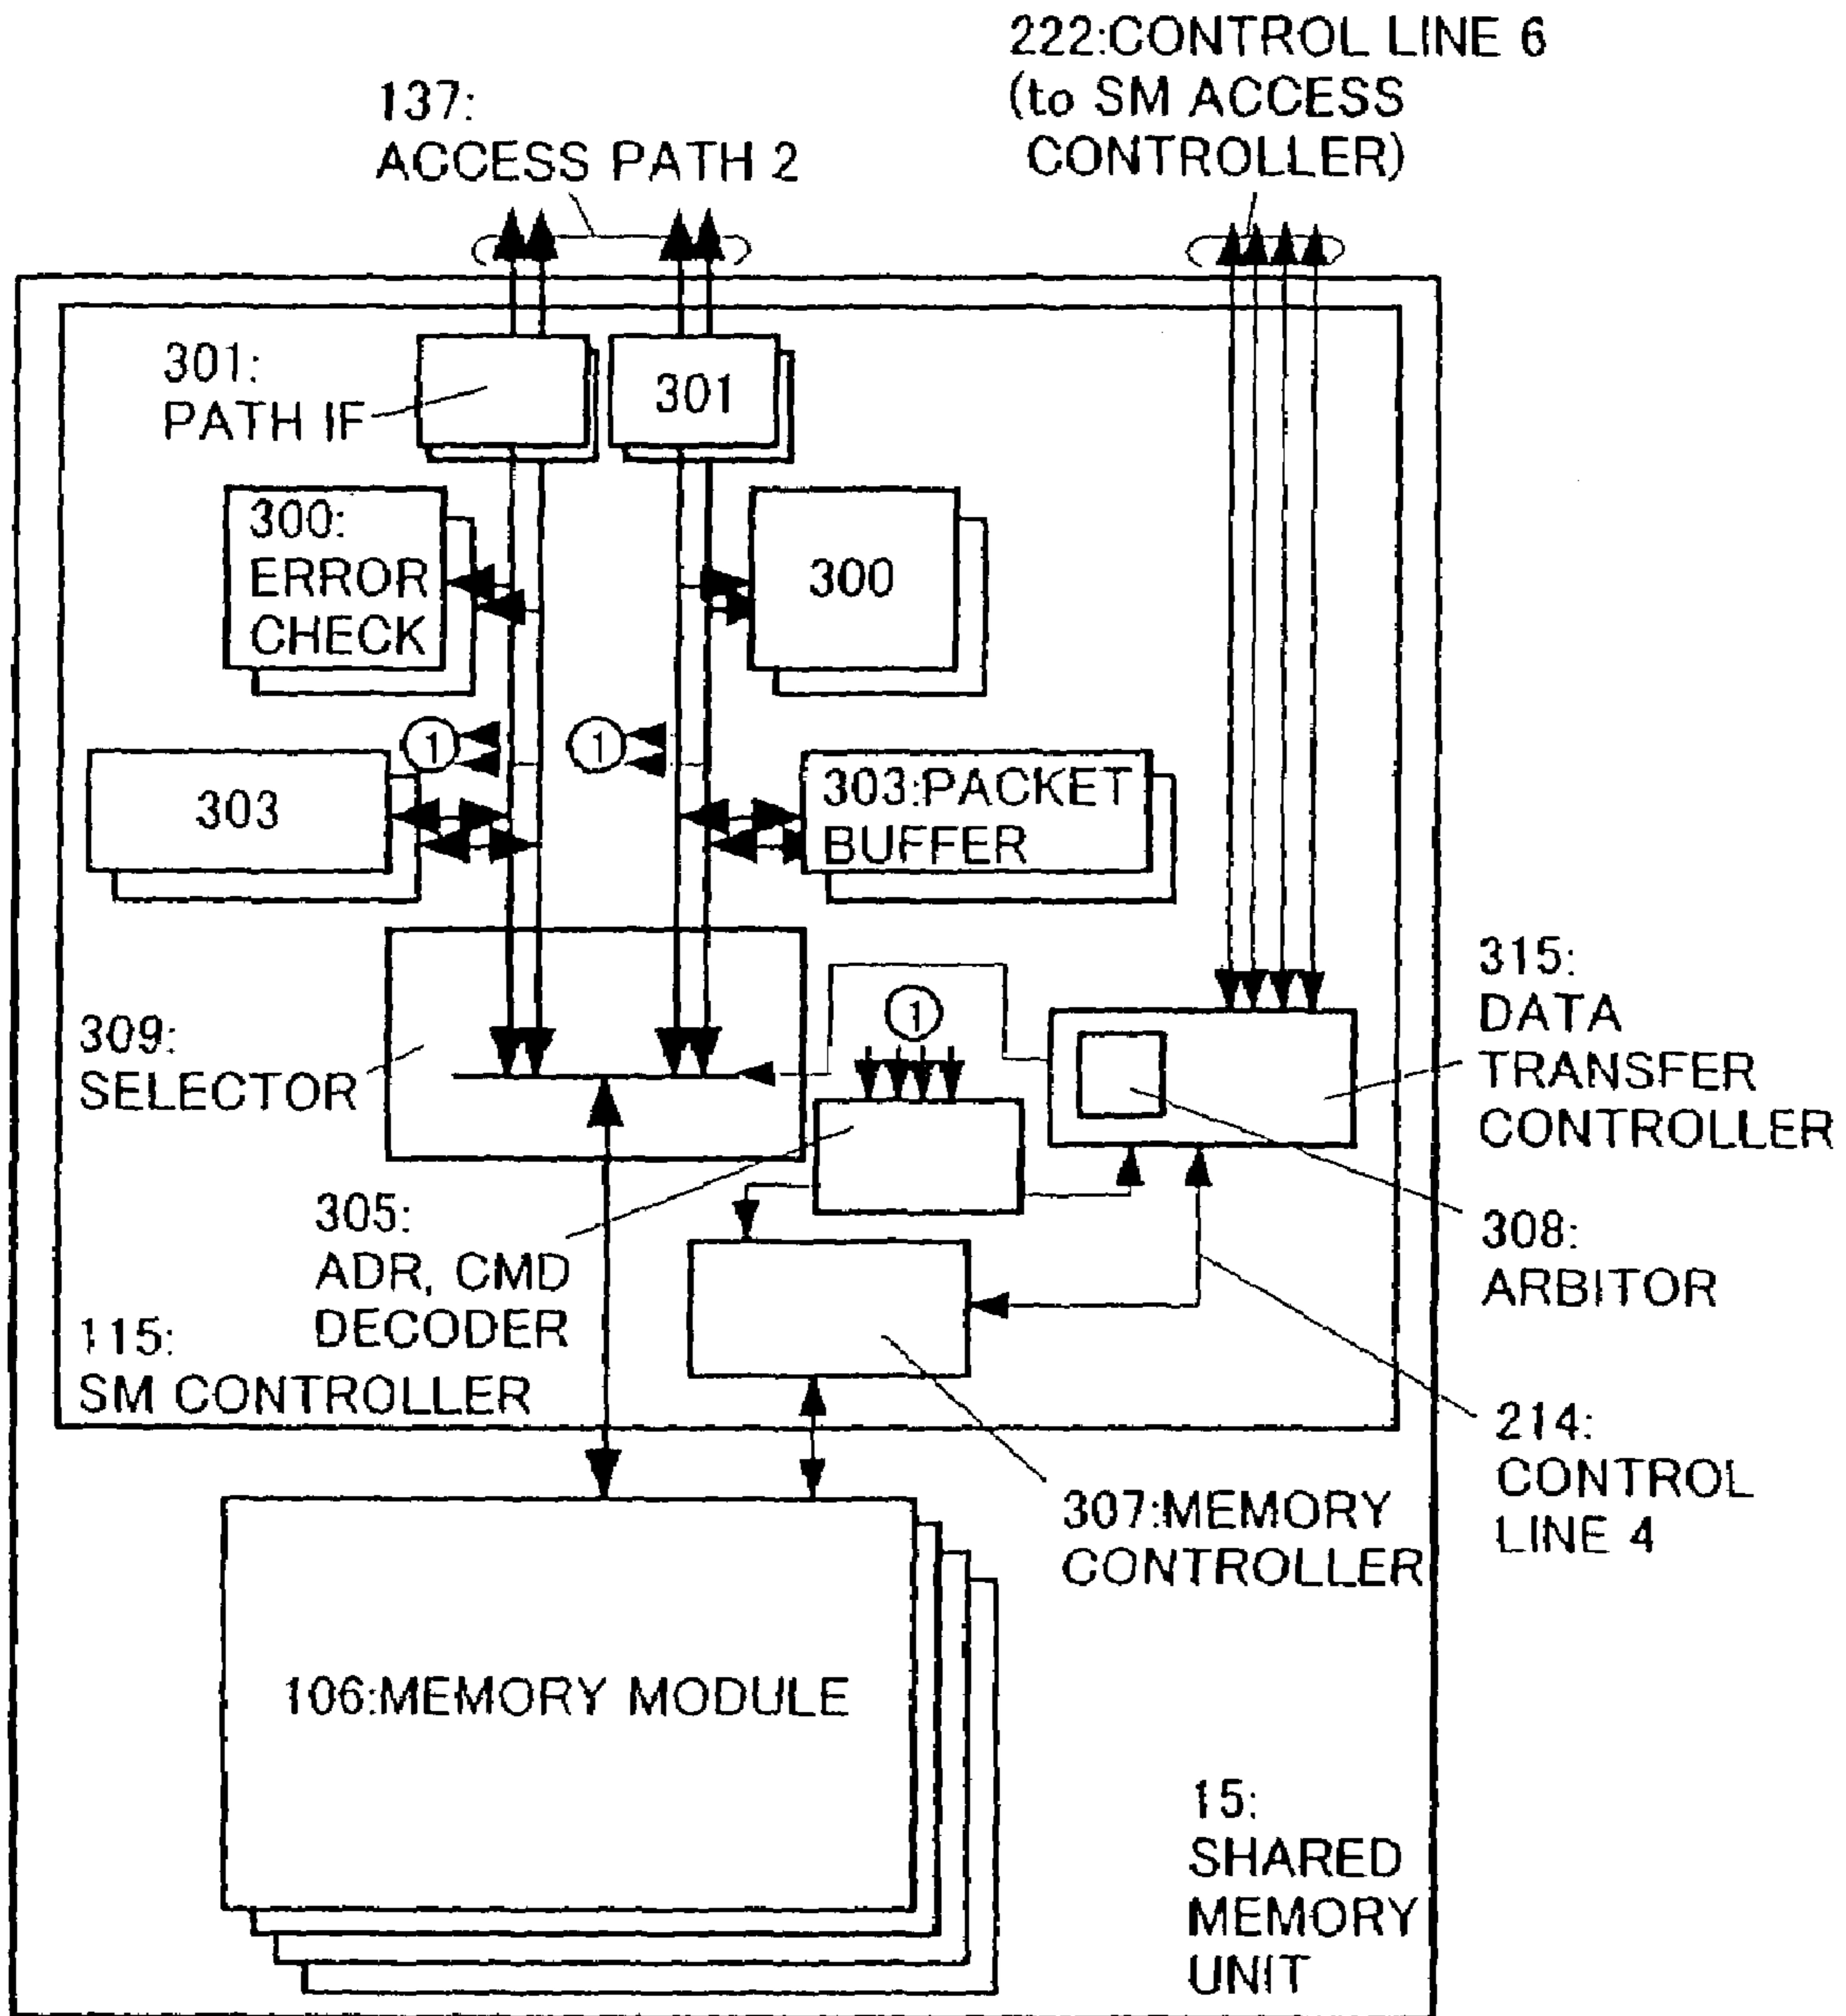 222:CONTROL LINE 6
(to SM ACCESS
CONTROLLER)
137:
ACCESS PATH 2
301:
PATH IF
301
300:
ERROR
CHECK
300
1
1
303
303:PACKET
BUFFER
309:
SELECTOR
1
315:
DATA
TRANSFER
CONTROLLER
305:
ADR, CMD
DECODER
308:
ARBITOR
115:
SM CONTROLLER
214:
CONTROL
LINE 4
307:MEMORY
CONTROLLER
106:MEMORY MODULE
15:
SHARED
MEMORY
UNIT